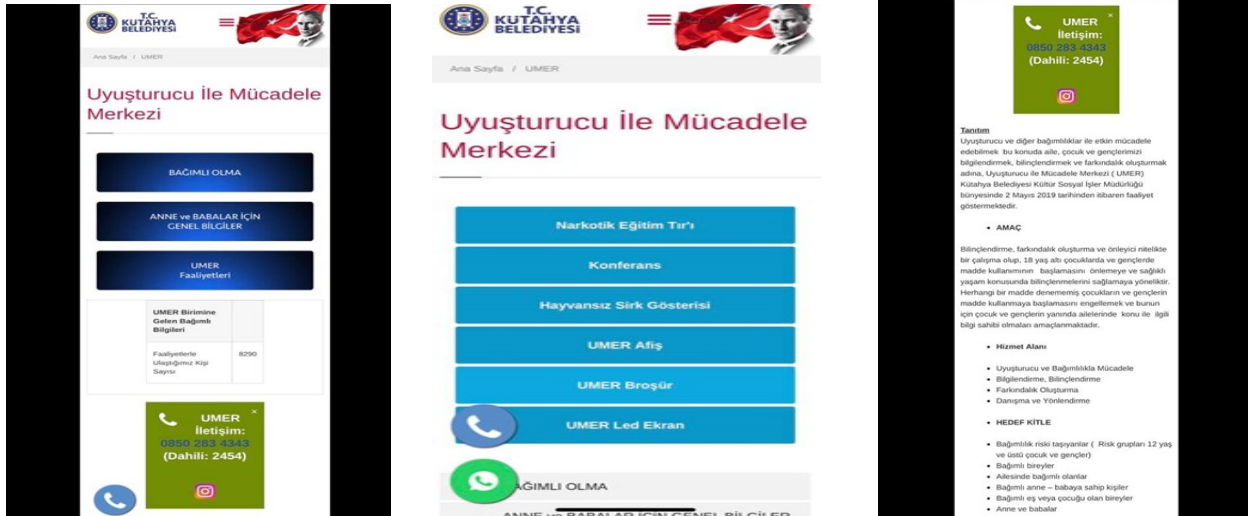 T.C.
KÜTAHYA
BELEDİYESİ
Ana Sayfa / UMER
Uyuşturucu İle Mücadele
Merkezi
BAĞIMLI OLMA
ANNE ve BABALAR İÇİN
GENEL BİLGİLER
UMER
Faaliyetleri
UMER Birimine
Gelen Bağımlı
Bilgileri
Faaliyetlerle 8290
Ulaştığımız Kişi
Sayısı
UMER ×
İletişim:
0850 283 4343
(Dahili: 2454)
T.C.
KÜTAHYA
BELEDİYESİ
Ana Sayfa / UMER
Uyuşturucu İle Mücadele
Merkezi
Narkotik Eğitim Tır'ı
Konferans
Hayvansız Sirk Gösterisi
UMER Afiş
UMER Broşür
UMER Led Ekran
BAĞIMLI OLMA
ANNE ve BABALAR İÇİN GENEL BİLGİLER
UMER ×
İletişim:
0850 283 4343
(Dahili: 2454)
Tanıtım
Uyuşturucu ve diğer bağımlılıklar ile etkin mücadele
edebilmek bu konuda aile, çocuk ve gençlerimizi
bilgilendirmek, bilinçlendirmek ve farkındalık oluşturmak
adına, Uyuşturucu ile Mücadele Merkezi ( UMER)
Kütahya Belediyesi Kültür Sosyal İşler Müdürlüğü
bünyesinde 2 Mayıs 2019 tarihinden itibaren faaliyet
göstermektedir.
• AMAÇ
Bilinçlendirme, farkındalık oluşturma ve önleyici nitelikte
bir çalışma olup, 18 yaş altı çocuklarda ve gençlerde
madde kullanımının başlamasını önlemeye ve sağlıklı
yaşam konusunda bilinçlenmelerini sağlamaya yöneliktir.
Herhangi bir madde denememiş çocukların ve gençlerin
madde kullanmaya başlamasını engellemek ve bunun
için çocuk ve gençlerin yanında ailelerinde konu ile ilgili
bilgi sahibi olmaları amaçlanmaktadır.
• Hizmet Alanı
• Uyuşturucu ve Bağımlılıkla Mücadele
• Bilgilendirme, Bilinçlendirme
• Farkındalık Oluşturma
• Danışma ve Yönlendirme
• HEDEF KİTLE
• Bağımlılık riski taşıyanlar ( Risk grupları 12 yaş
ve üstü çocuk ve gençler)
• Bağımlı bireyler
• Ailesinde bağımlı olanlar
• Bağımlı anne – babaya sahip kişiler
• Bağımlı eş veya çocuğu olan bireyler
• Anne ve babalar